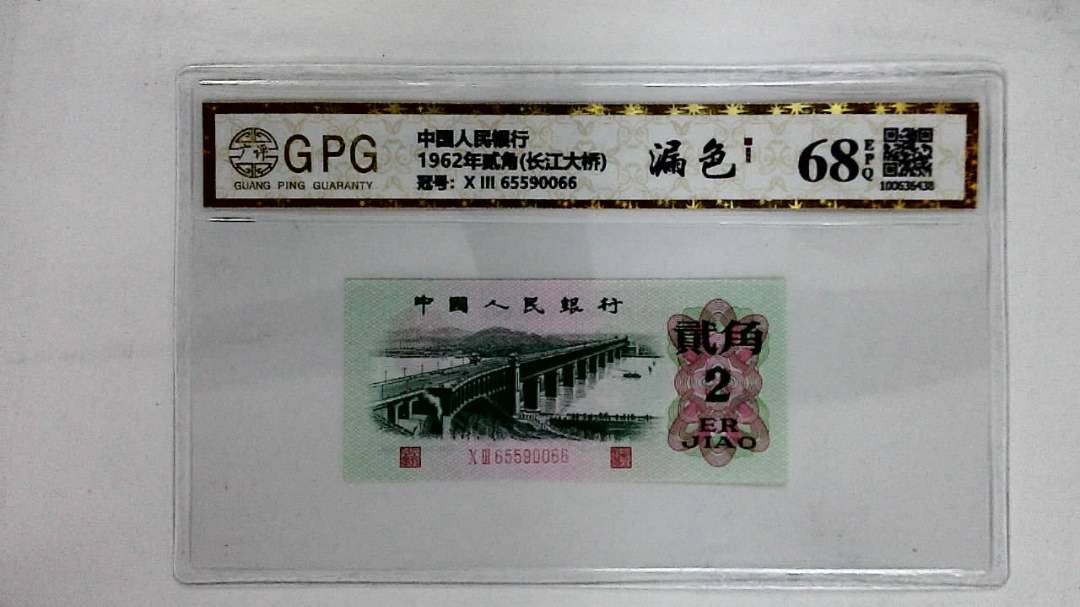 广评
GPG
GUANG PING GUARANTY
中国人民银行
1962年贰角(长江大桥)
冠号：X III 65590066
漏色
68
EPQ
100636438
中國人民銀行
貳角
2
ER
JIAO
X III 65590066